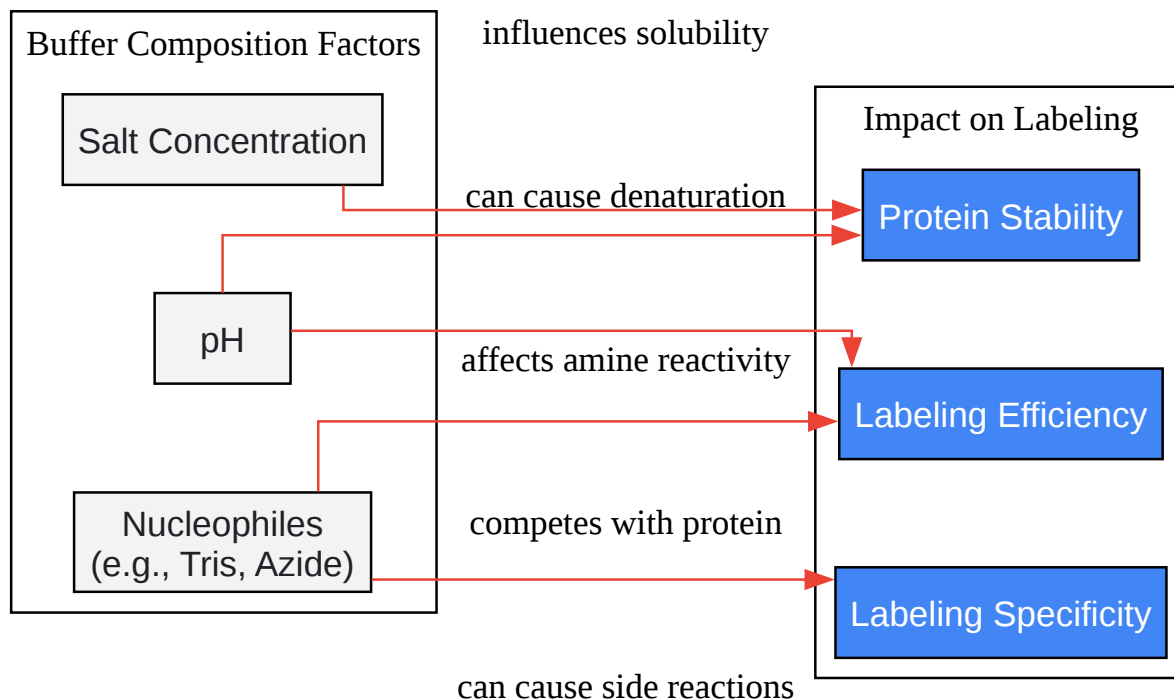 Buffer Composition Factors
Salt Concentration
pH
Nucleophiles
(e.g., Tris, Azide)
influences solubility
can cause denaturation
affects amine reactivity
competes with protein
can cause side reactions
Impact on Labeling
Protein Stability
Labeling Efficiency
Labeling Specificity